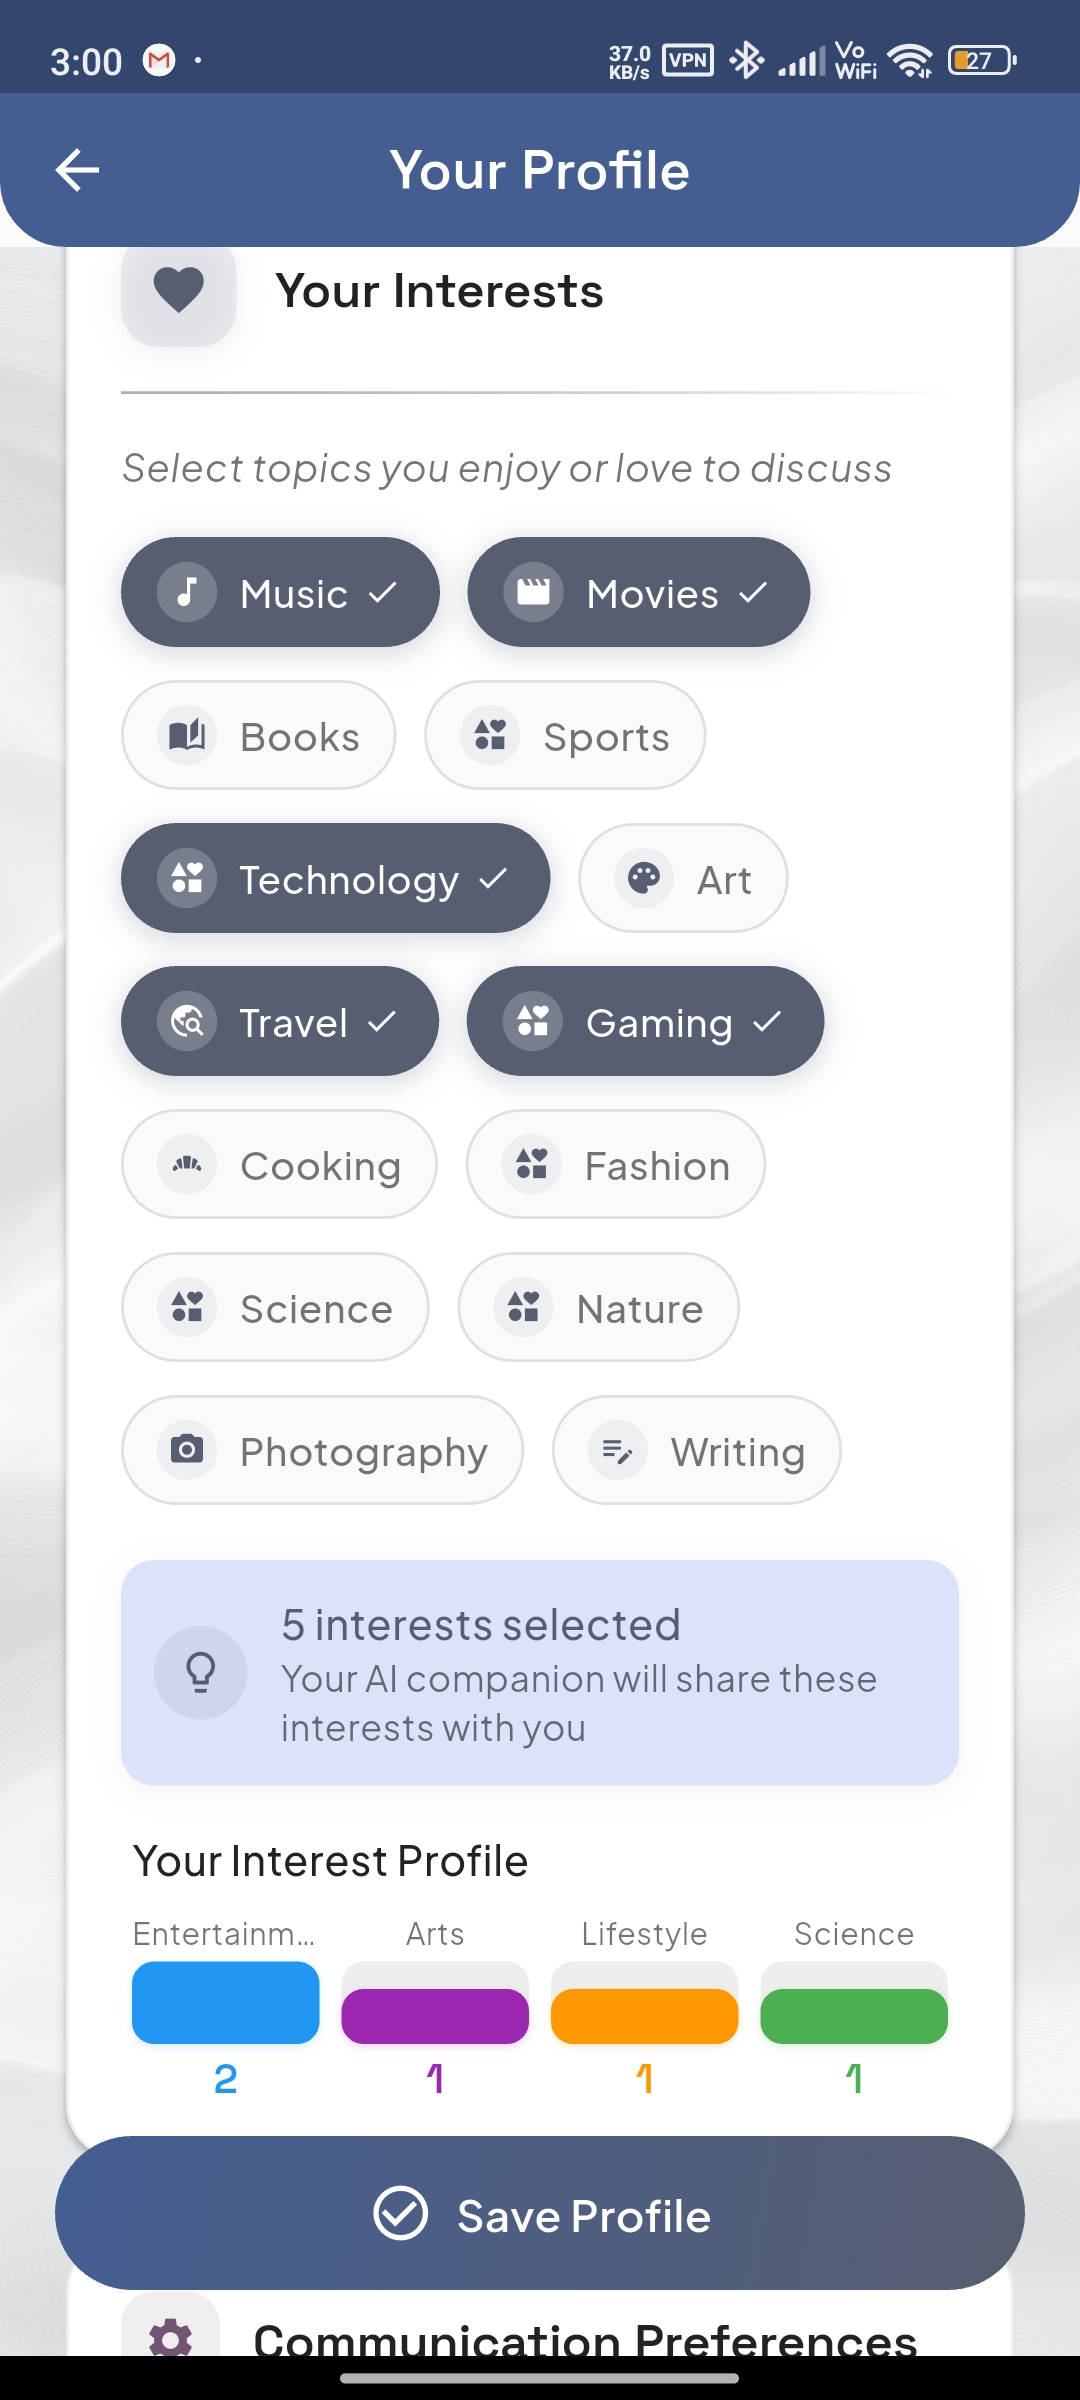 3:00
37.0
KB/s
VPN
Vo
WiFi
27
Your Profile
Your Interests
Select topics you enjoy or love to discuss
Music
Movies
Books
Sports
Technology
Art
Travel
Gaming
Cooking
Fashion
Science
Nature
Photography
Writing
5 interests selected
Your AI companion will share these
interests with you
Your Interest Profile
Entertainm...
Arts
Lifestyle
Science
2
1
1
1
Save Profile
Communication Preferences